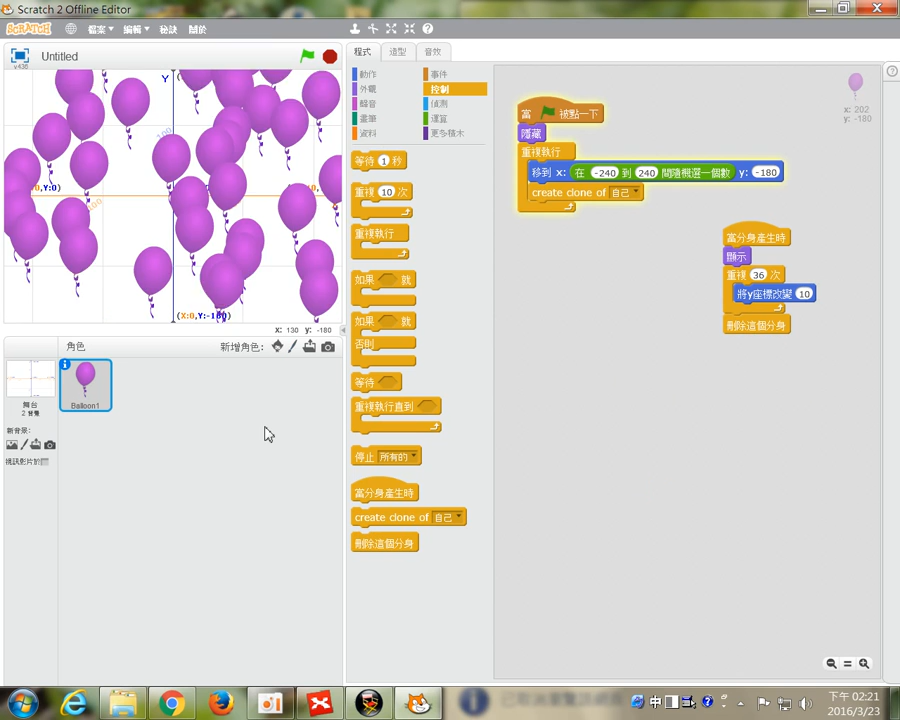 Scratch 2 Offline Editor
SCRATCH 檔案 編輯 秘訣 關於
Untitled
v438
程式 造型 音效
動作 事件
外觀 控制
聲音 偵測
畫筆 運算
資料 更多積木
等待 1 秒
重複 10 次
重複執行
如果 就
如果 就
否則
等待
重複執行直到
停止 所有的
當分身產生時
create clone of 自己
刪除這個分身
當 被點一下
隱藏
重複執行
移到 x: 在 -240 到 240 間隨機選一個數 y: -180
create clone of 自己
當分身產生時
顯示
重複 36 次
將y座標改變 10
刪除這個分身
x: 202
y: -180
Y
(X:0,Y:-180)
x: 130 y: -180
角色 新增角色:
舞台
2 背景
Balloon1
新背景:
視訊影片於
中
下午 02:21
2016/3/23